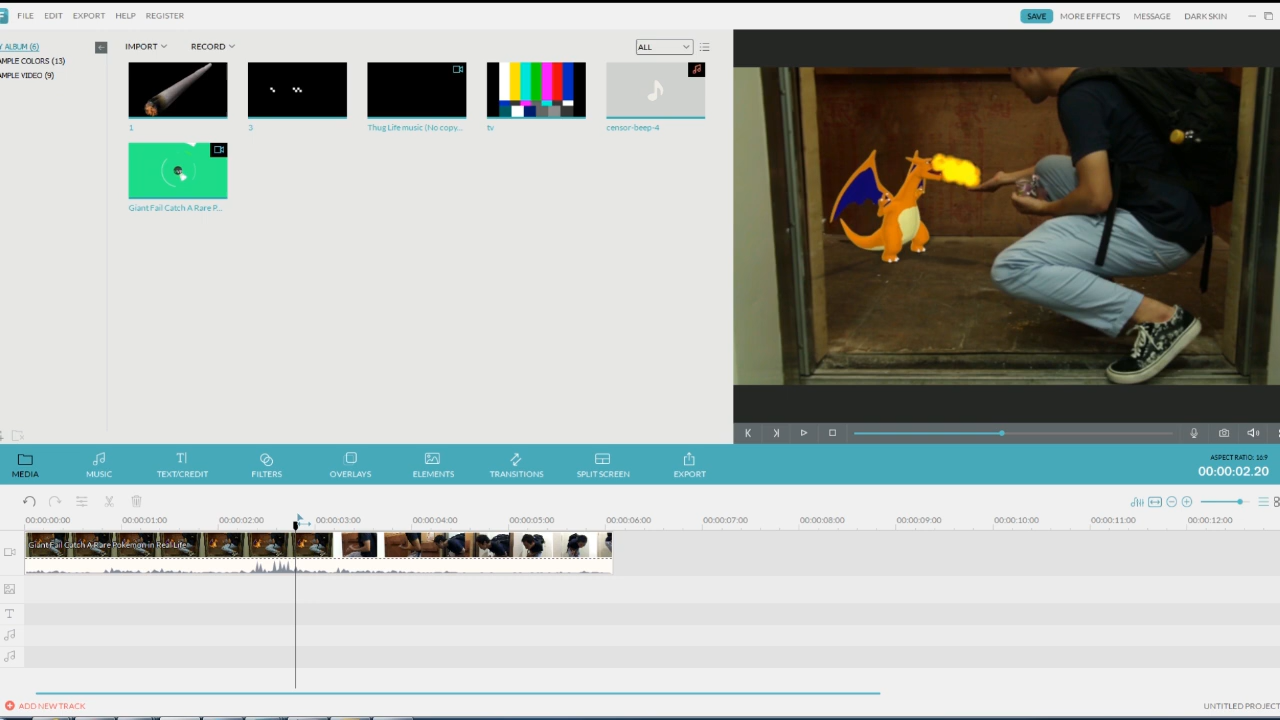 FILE EDIT EXPORT HELP REGISTER
SAVE MORE EFFECTS MESSAGE DARK SKIN
Y ALBUM (6)
AMPLE COLORS (13)
AMPLE VIDEO (9)
IMPORT RECORD ALL
1 3 Thug Life music (No copy... tv censor-beep-4
Giant Fail Catch A Rare P...
MEDIA MUSIC TEXT/CREDIT FILTERS OVERLAYS ELEMENTS TRANSITIONS SPLIT SCREEN EXPORT
ASPECT RATIO: 16:9
00:00:02.20
00:00:00:00 00:00:01:00 00:00:02:00 00:00:03:00 00:00:04:00 00:00:05:00 00:00:06:00 00:00:07:00 00:00:08:00 00:00:09:00 00:00:10:00 00:00:11:00 00:00:12:00
Giant Fail Catch A Rare Pokemon in Real Life
ADD NEW TRACK
UNTITLED PROJECT